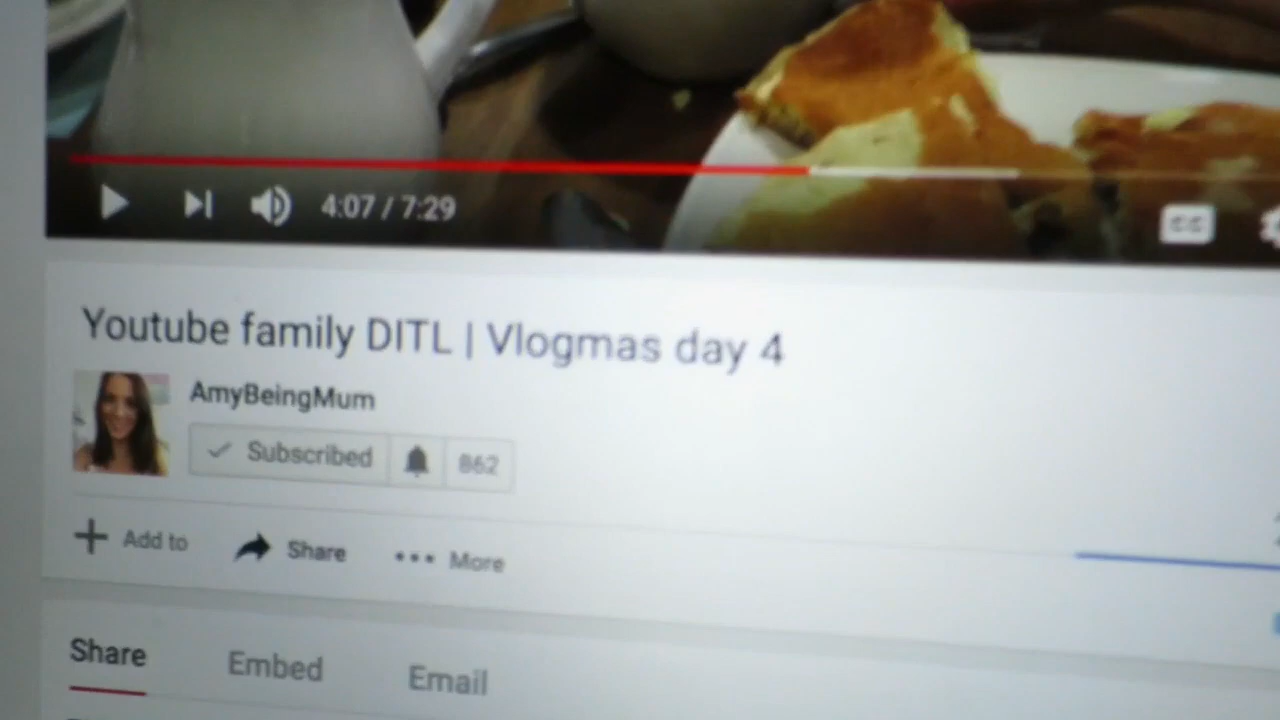 4:07 / 7:29
CC
Youtube family DITL | Vlogmas day 4
AmyBeingMum
Subscribed 862
Add to Share More
Share Embed Email